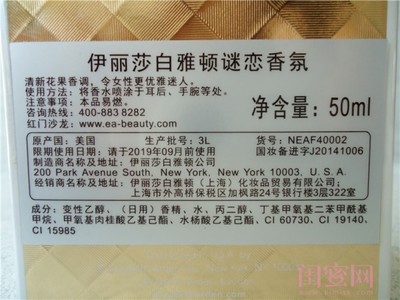 伊丽莎白雅顿谜恋香氛
清新花果香调，令女性更优雅迷人。
使用方法：将香水喷涂于耳后、手腕等处。
注意事项：本品易燃。
咨询热线：400-883 8282
红门沙龙：www.ea-beauty.com
净含量：50ml
原产国：美国 生产批号：3L 货号：NEAF40002
限期使用日期：请于2019年09月前使用 国妆备进字J20141006
制造商名称及地址：伊丽莎白雅顿公司
200 Park Avenue South, New York, New York 10003, U. S. A.
经销商名称及地址：伊丽莎白雅顿（上海）化妆品贸易有限公司
上海市外高桥保税区加枫路24号银行楼3层322室
成分：变性乙醇、（日用）香精、水、丙二醇、丁基甲氧基二苯甲酰基
甲烷、甲氧基肉桂酸乙基己酯、水杨酸乙基己酯、CI 60730、CI 19140、
CI 15985
闺蜜网